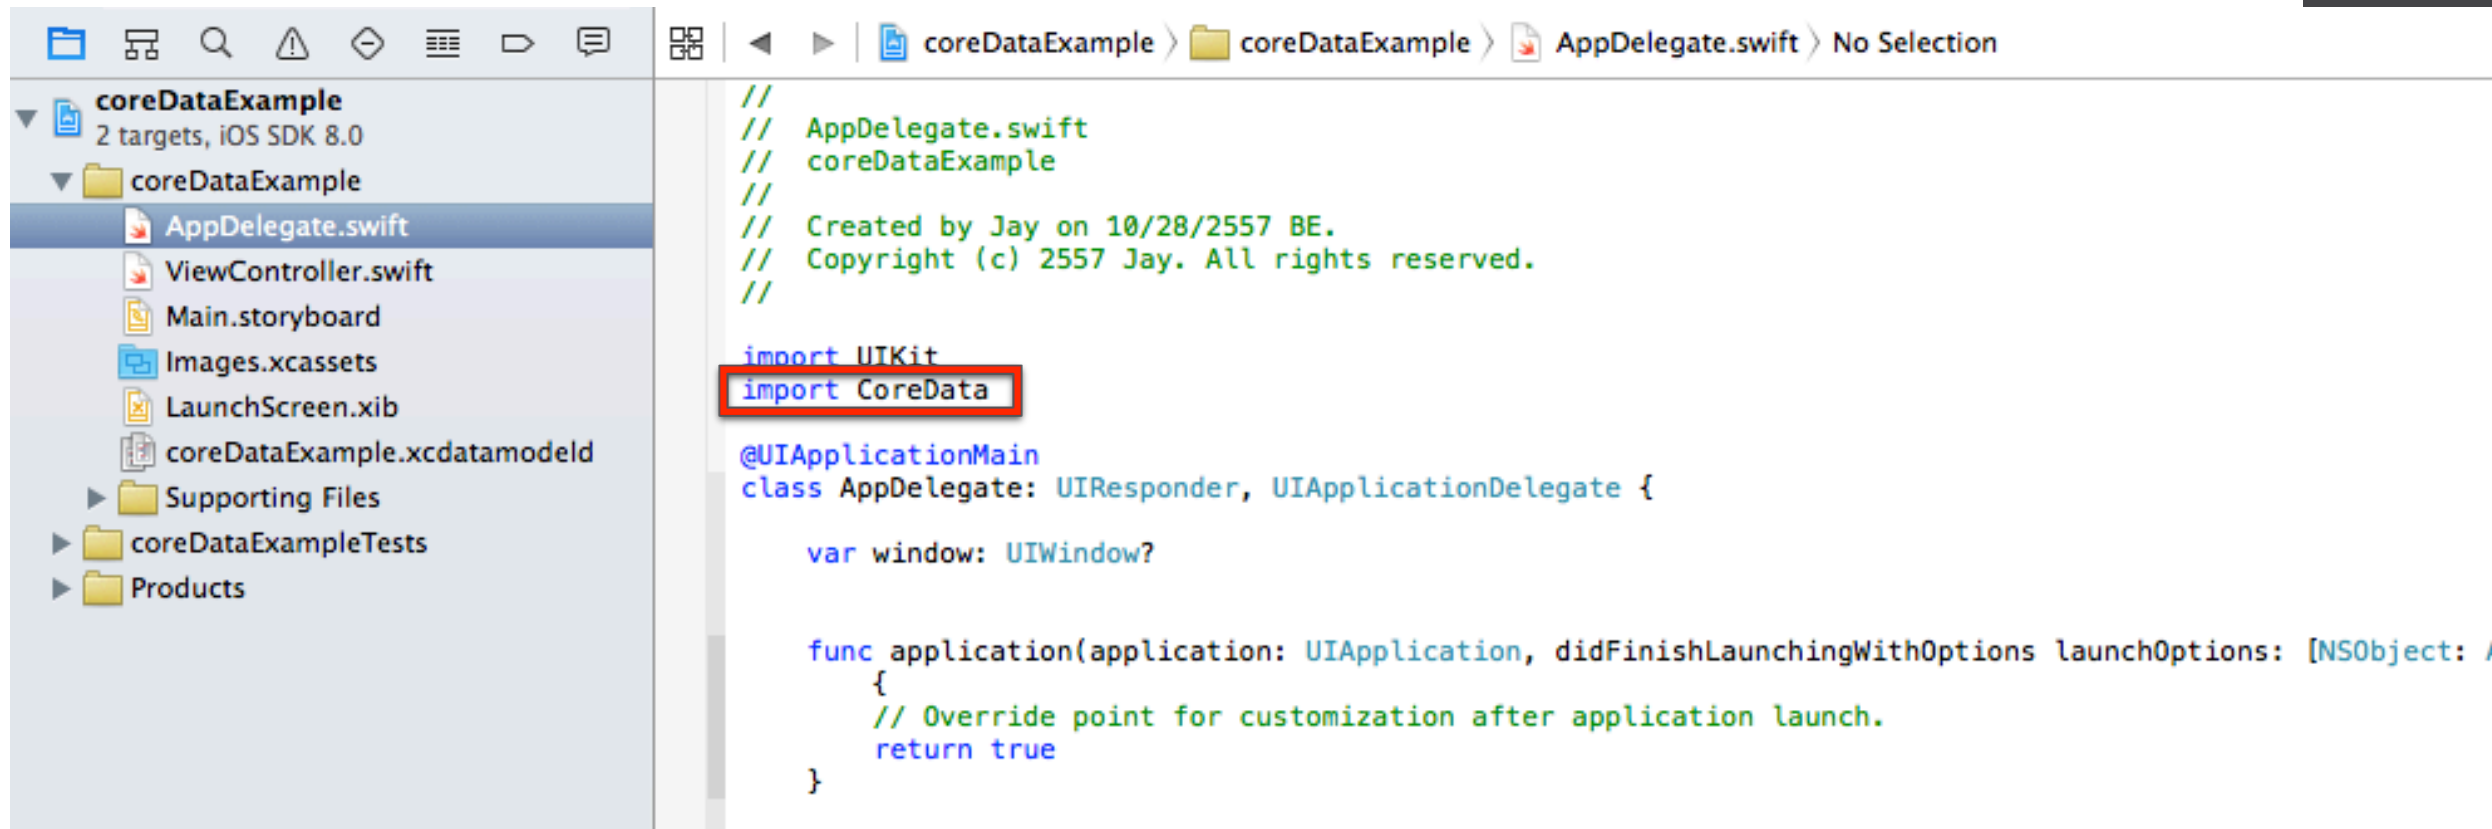 coreDataExample
2 targets, iOS SDK 8.0
coreDataExample
AppDelegate.swift
ViewController.swift
Main.storyboard
Images.xcassets
LaunchScreen.xib
coreDataExample.xcdatamodeld
Supporting Files
coreDataExampleTests
Products
coreDataExample coreDataExample AppDelegate.swift No Selection
//
//  AppDelegate.swift
//  coreDataExample
//
//  Created by Jay on 10/28/2557 BE.
//  Copyright (c) 2557 Jay. All rights reserved.
//
import UIKit
import CoreData
@UIApplicationMain
class AppDelegate: UIResponder, UIApplicationDelegate {
var window: UIWindow?
func application(application: UIApplication, didFinishLaunchingWithOptions launchOptions: [NSObject:
{
// Override point for customization after application launch.
return true
}